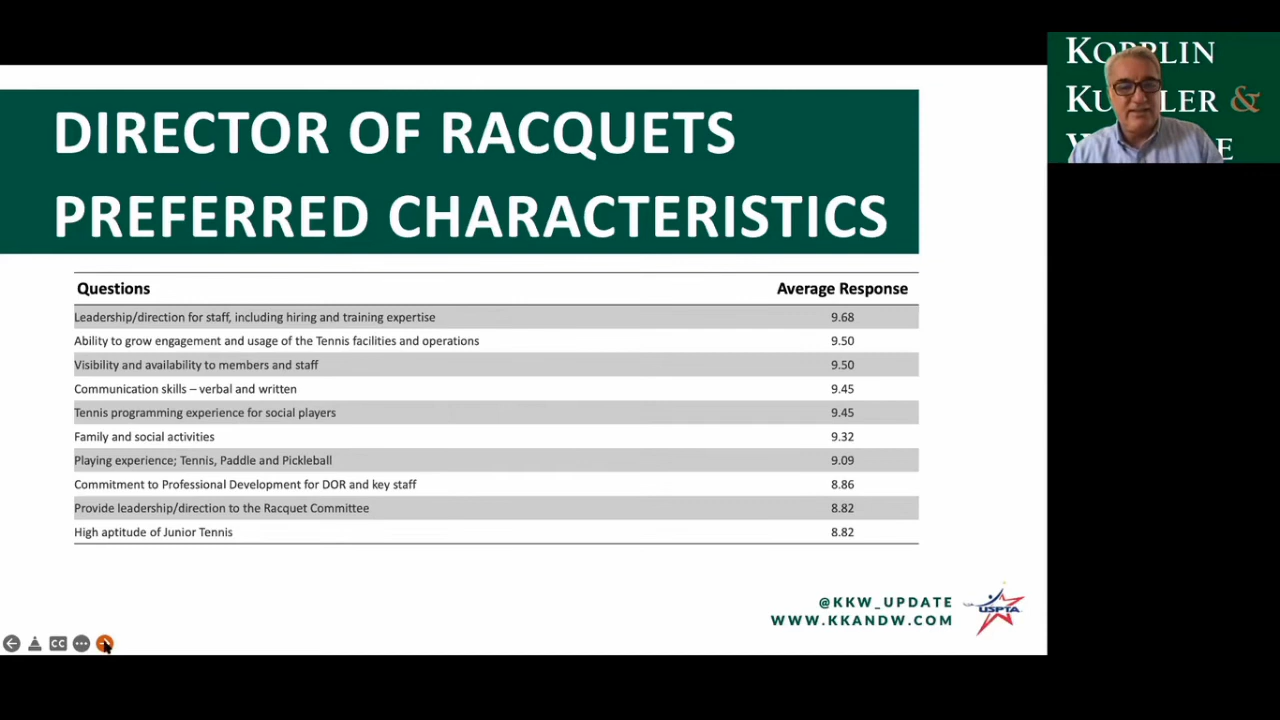 DIRECTOR OF RACQUETS
PREFERRED CHARACTERISTICS
Questions Average Response
Leadership/direction for staff, including hiring and training expertise 9.68
Ability to grow engagement and usage of the Tennis facilities and operations 9.50
Visibility and availability to members and staff 9.50
Communication skills – verbal and written 9.45
Tennis programming experience for social players 9.45
Family and social activities 9.32
Playing experience; Tennis, Paddle and Pickleball 9.09
Commitment to Professional Development for DOR and key staff 8.86
Provide leadership/direction to the Racquet Committee 8.82
High aptitude of Junior Tennis 8.82
@KKW_UPDATE
WWW.KKANDW.COM
USPTA
CC
&